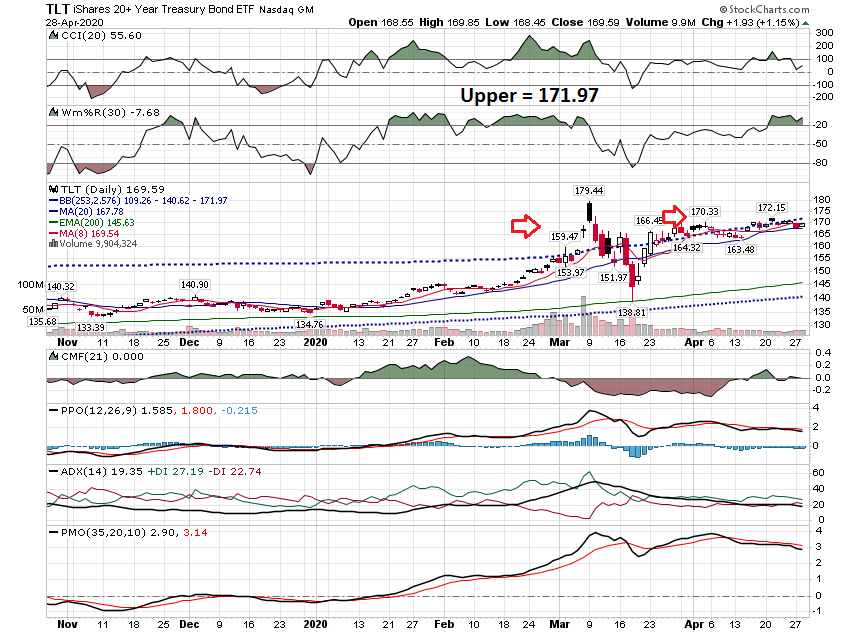 TLT iShares 20+ Year Treasury Bond ETF Nasdaq GM © StockCharts.com
28-Apr-2020 Open 168.55 High 169.85 Low 168.45 Close 169.59 Volume 9.9M Chg +1.93 (+1.15%)
CCI(20) 55.60
300
200
100
0
-100
-200
Upper = 171.97
Wm%R(30) -7.68
-20
-50
-80
TLT (Daily) 169.59
BB(253,2.576) 109.26 - 140.62 - 171.97
MA(20) 167.78
EMA(200) 145.63
MA(8) 169.54
Volume 9,904,324
179.44
172.15
170.33
166.45
164.32
163.48
159.47
153.97
151.97
138.81
140.32
140.90
135.68
133.39
134.76
100M
50M
180
175
170
165
160
155
150
145
140
135
130
Nov 11 18 25 Dec 9 16 23 2020 13 21 27 Feb 10 18 24 Mar 9 16 23 Apr 6 13 20 27
CMF(21) 0.000
0.4
0.2
0.0
-0.2
PPO(12,26,9) 1.585, 1.800, -0.215
4
2
0
ADX(14) 19.35 +DI 27.19 -DI 22.74
60
40
20
0
PMO(35,20,10) 2.90, 3.14
4
3
2
1
0
-1
Nov 11 18 25 Dec 9 16 23 2020 13 21 27 Feb 10 18 24 Mar 9 16 23 Apr 6 13 20 27